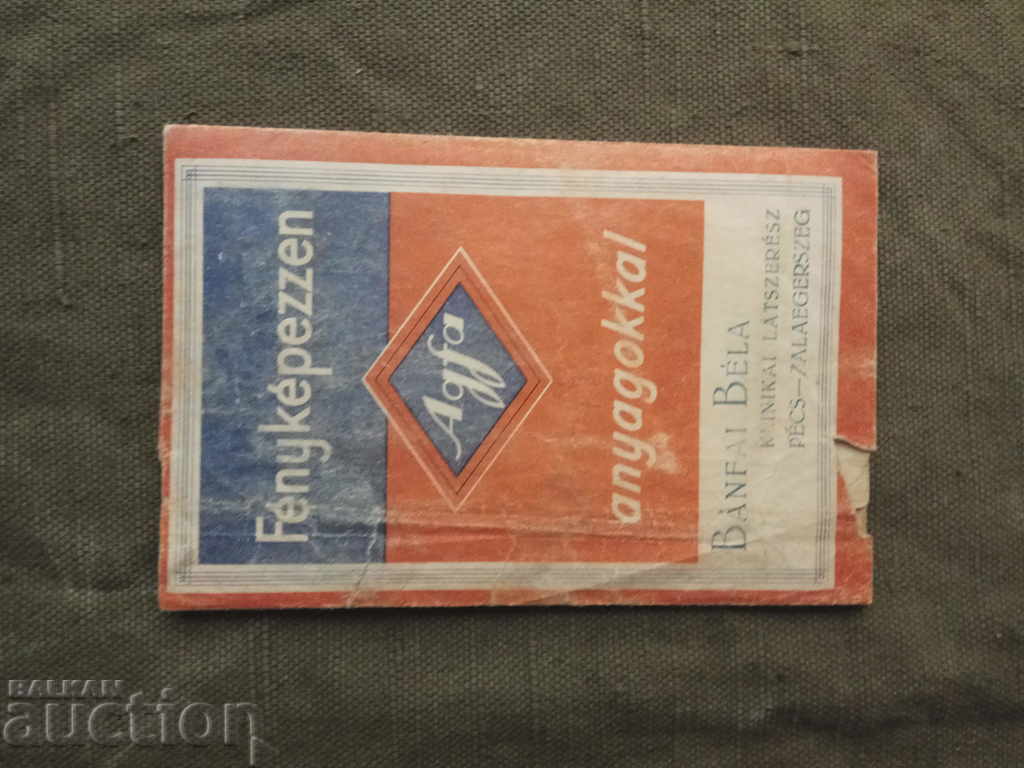 Fényképezzen
Agfa
anyagokkal
BÁNFAI BÉLA
KLINIKAI LÁTSZERÉSZ
PÉCS—ZALAEGERSZEG
BALKAN
auction